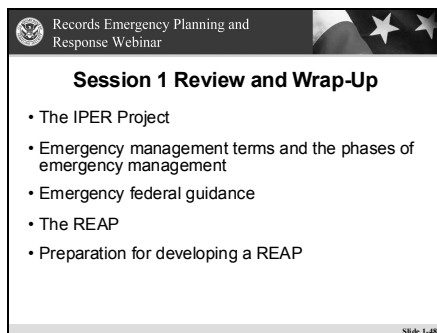 Records Emergency Planning and
Response Webinar
Session 1 Review and Wrap-Up
• The IPER Project
• Emergency management terms and the phases of
emergency management
• Emergency federal guidance
• The REAP
• Preparation for developing a REAP
Slide 1-48